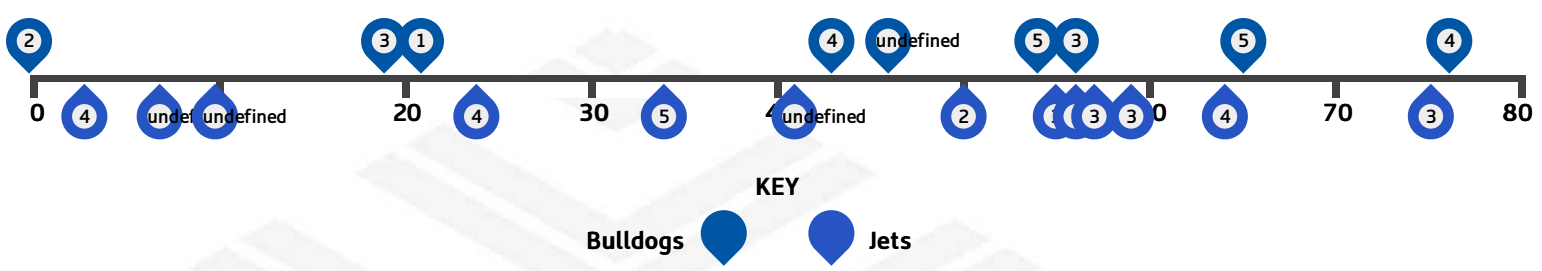 2 3 1 4 undefined 5 3 5 4
0 20 30 70 80
4 undefined 4 5 undefined 2 3 3 4 3
KEY
Bulldogs Jets